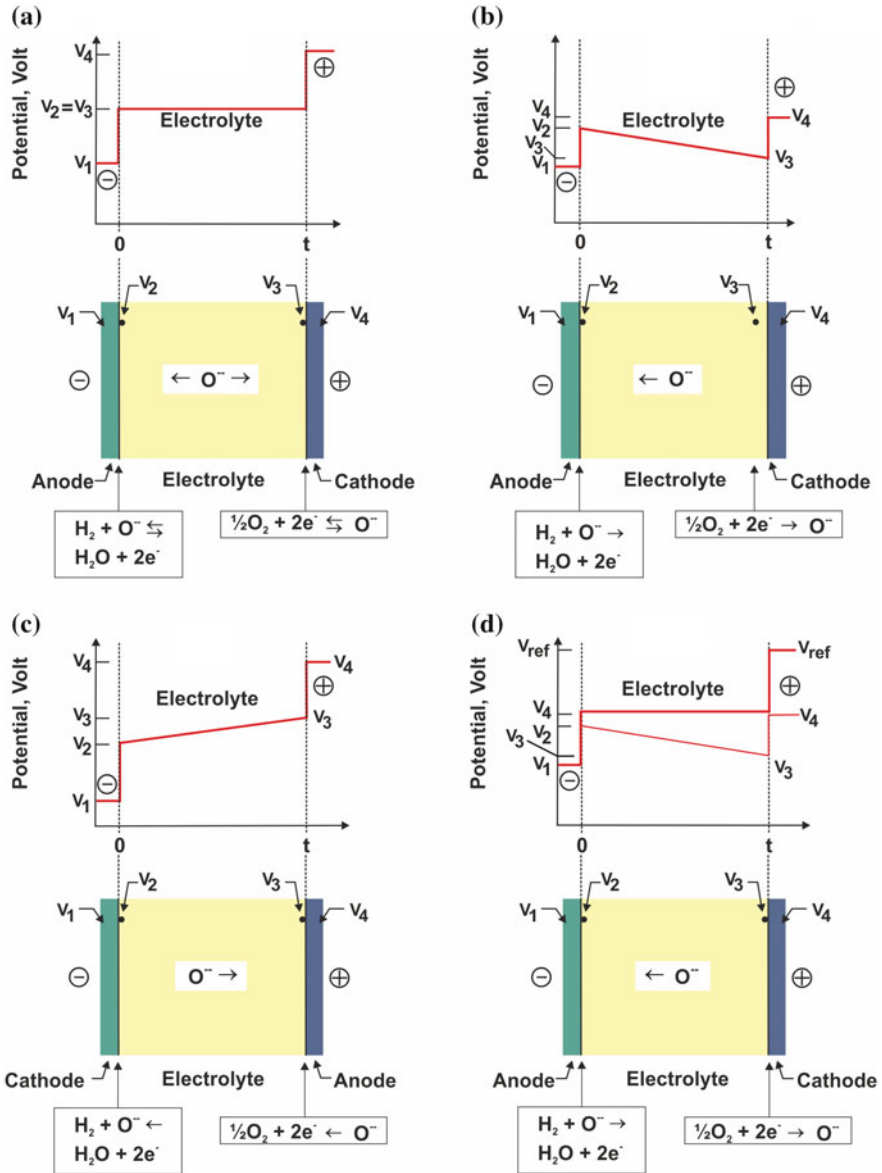 (a)
Potential, Volt
V₄
⊕
V₂ = V₃
Electrolyte
V₁
⊖
0
t
V₂
V₃
V₁
V₄
← O⁻⁻ →
⊖
⊕
Anode
Electrolyte
Cathode
H₂ + O⁻⁻ ⇆
H₂O + 2e⁻
½O₂ + 2e⁻ ⇆ O⁻⁻
(b)
Potential, Volt
⊕
V₄
V₄
V₂
Electrolyte
V₃
V₃
V₁
⊖
0
t
V₂
V₃
V₁
V₄
← O⁻⁻
⊖
⊕
Anode
Electrolyte
Cathode
H₂ + O⁻⁻ →
H₂O + 2e⁻
½O₂ + 2e⁻ → O⁻⁻
(c)
Potential, Volt
V₄
V₄
Electrolyte
⊕
V₃
V₃
V₂
⊖
V₁
0
t
V₂
V₃
V₁
V₄
O⁻⁻ →
⊖
⊕
Cathode
Electrolyte
Anode
H₂ + O⁻⁻ ←
H₂O + 2e⁻
½O₂ + 2e⁻ ← O⁻⁻
(d)
Potential, Volt
Vref
Vref
Electrolyte
⊕
V₄
V₄
V₂
V₃
V₃
V₁
⊖
0
t
V₂
V₃
V₁
V₄
← O⁻⁻
⊖
⊕
Anode
Electrolyte
Cathode
H₂ + O⁻⁻ →
H₂O + 2e⁻
½O₂ + 2e⁻ → O⁻⁻